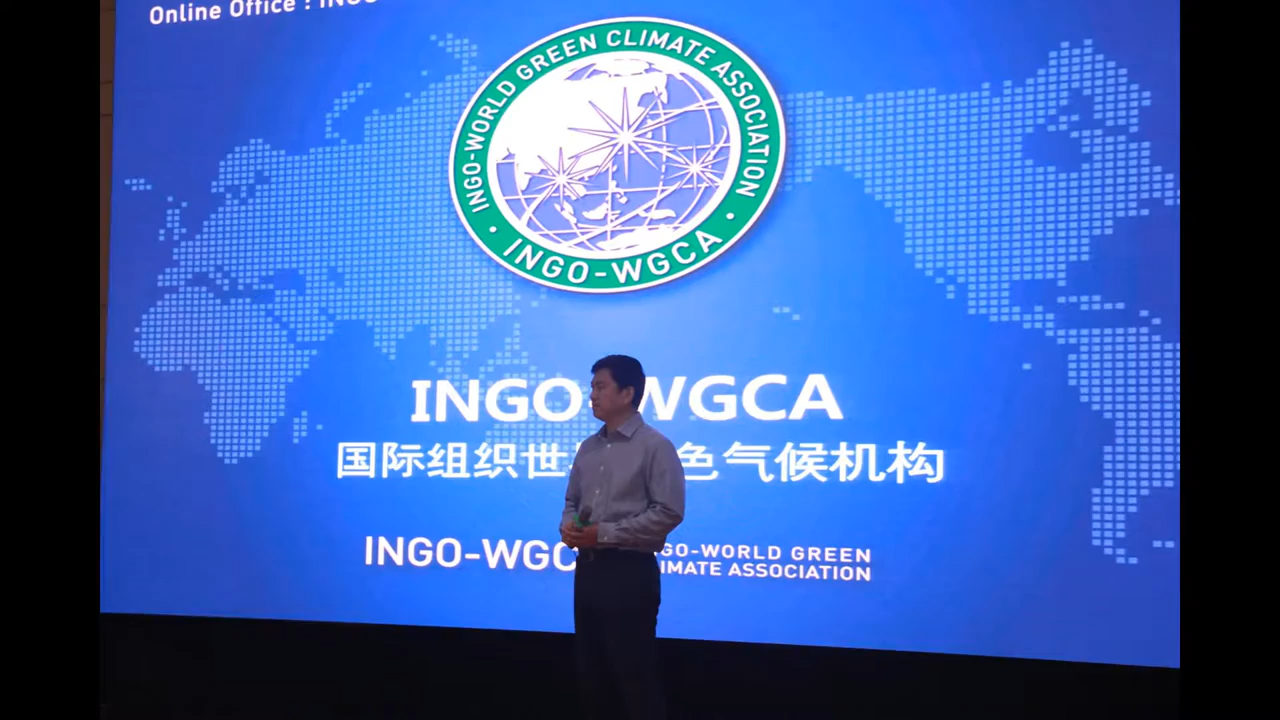 Online Office : INGO
INGO-WORLD GREEN CLIMATE ASSOCIATION
· INGO-WGCA ·
INGO-WGCA
国际组织世 色气候机构
INGO-WGC GO-WORLD GREEN
IMATE ASSOCIATION